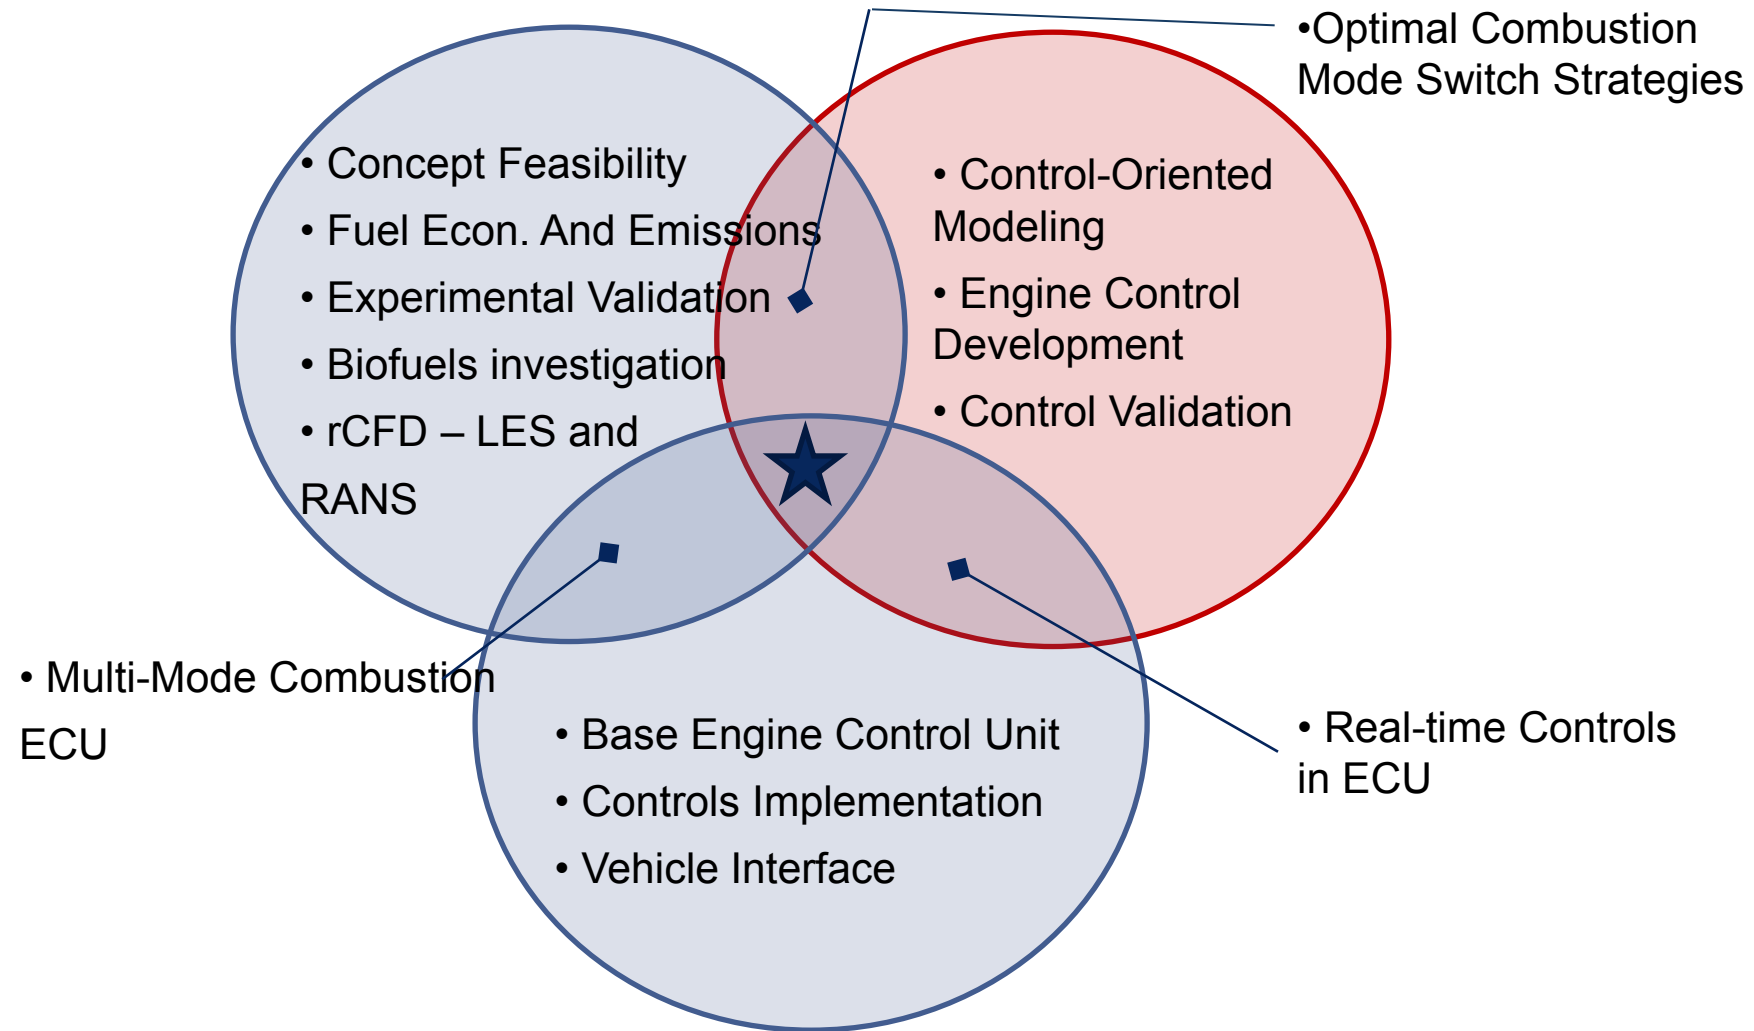 •Optimal Combustion
Mode Switch Strategies
• Concept Feasibility
• Fuel Econ. And Emissions
• Experimental Validation
• Biofuels investigation
• rCFD – LES and
RANS
• Control-Oriented
Modeling
• Engine Control
Development
• Control Validation
• Multi-Mode Combustion
ECU
• Base Engine Control Unit
• Controls Implementation
• Vehicle Interface
• Real-time Controls
in ECU